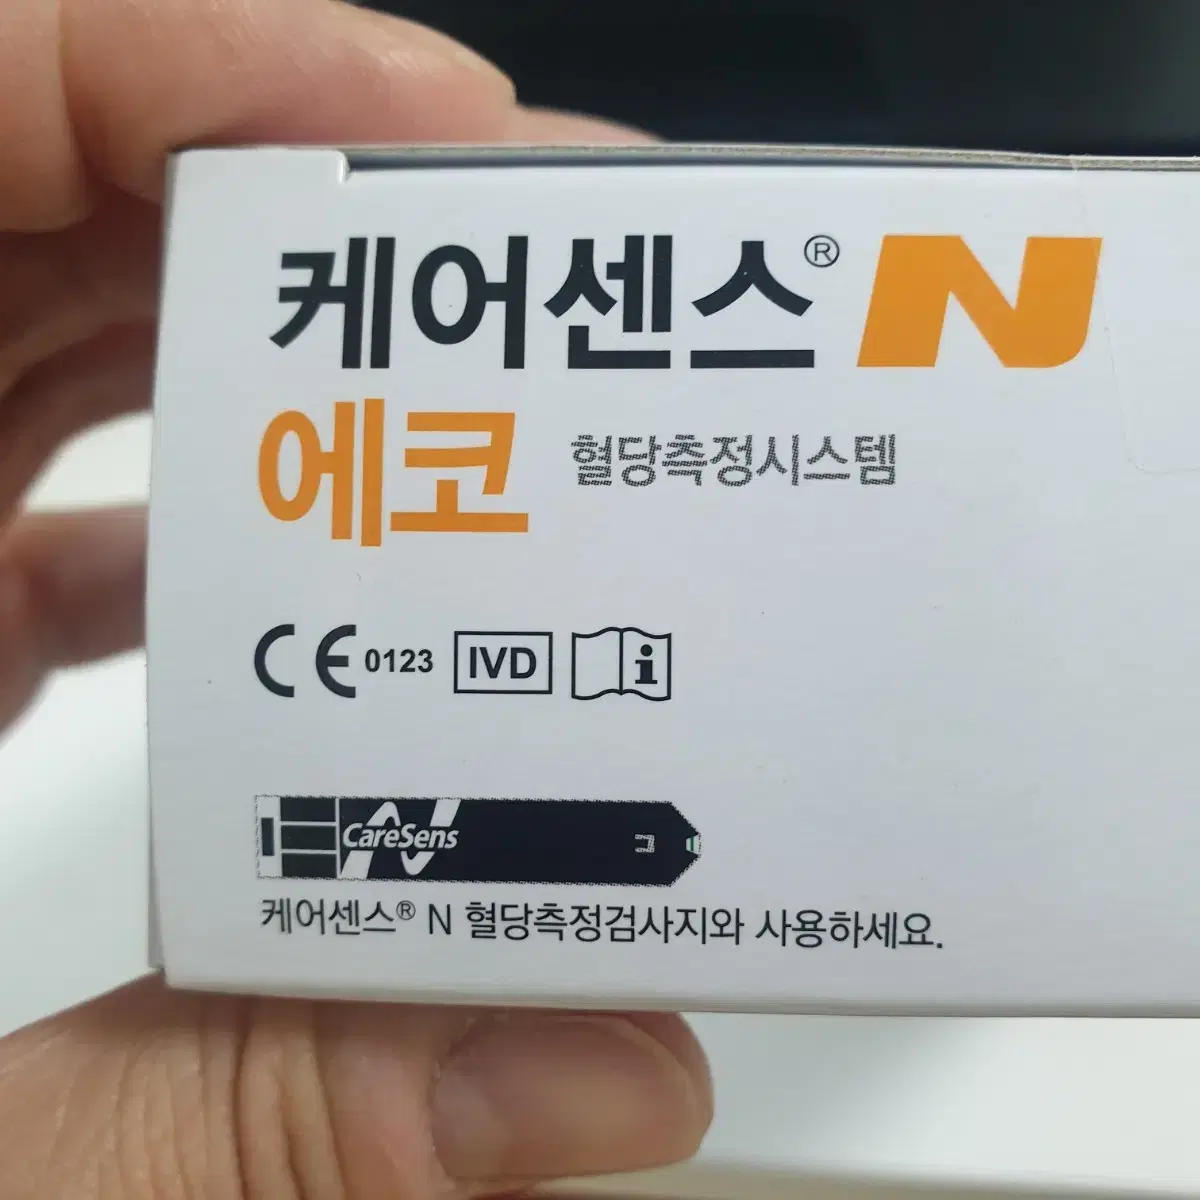 케어센스® N
에코 혈당측정시스템
CE 0123 IVD i
CareSens N
케어센스® N 혈당측정검사지와 사용하세요.